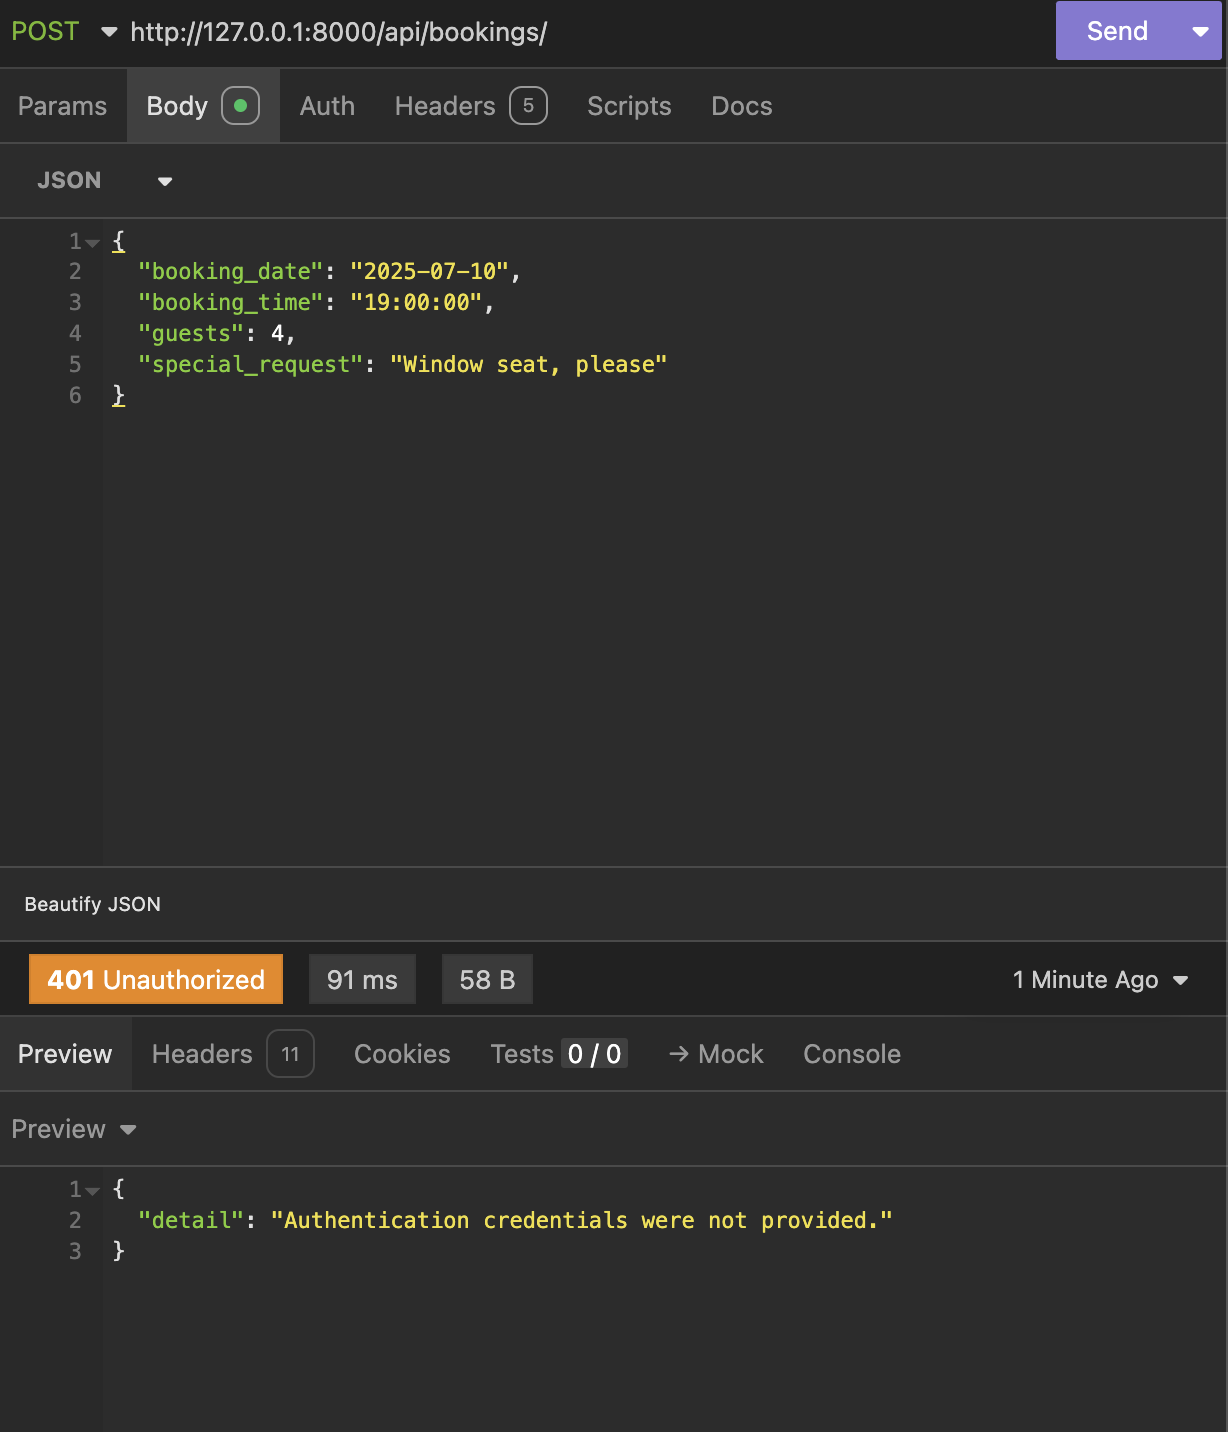 POST http://127.0.0.1:8000/api/bookings/ Send
Params Body Auth Headers 5 Scripts Docs
JSON
1 {
2 "booking_date": "2025-07-10",
3 "booking_time": "19:00:00",
4 "guests": 4,
5 "special_request": "Window seat, please"
6 }
Beautify JSON
401 Unauthorized 91 ms 58 B 1 Minute Ago
Preview Headers 11 Cookies Tests 0 / 0 → Mock Console
Preview
1 {
2 "detail": "Authentication credentials were not provided."
3 }